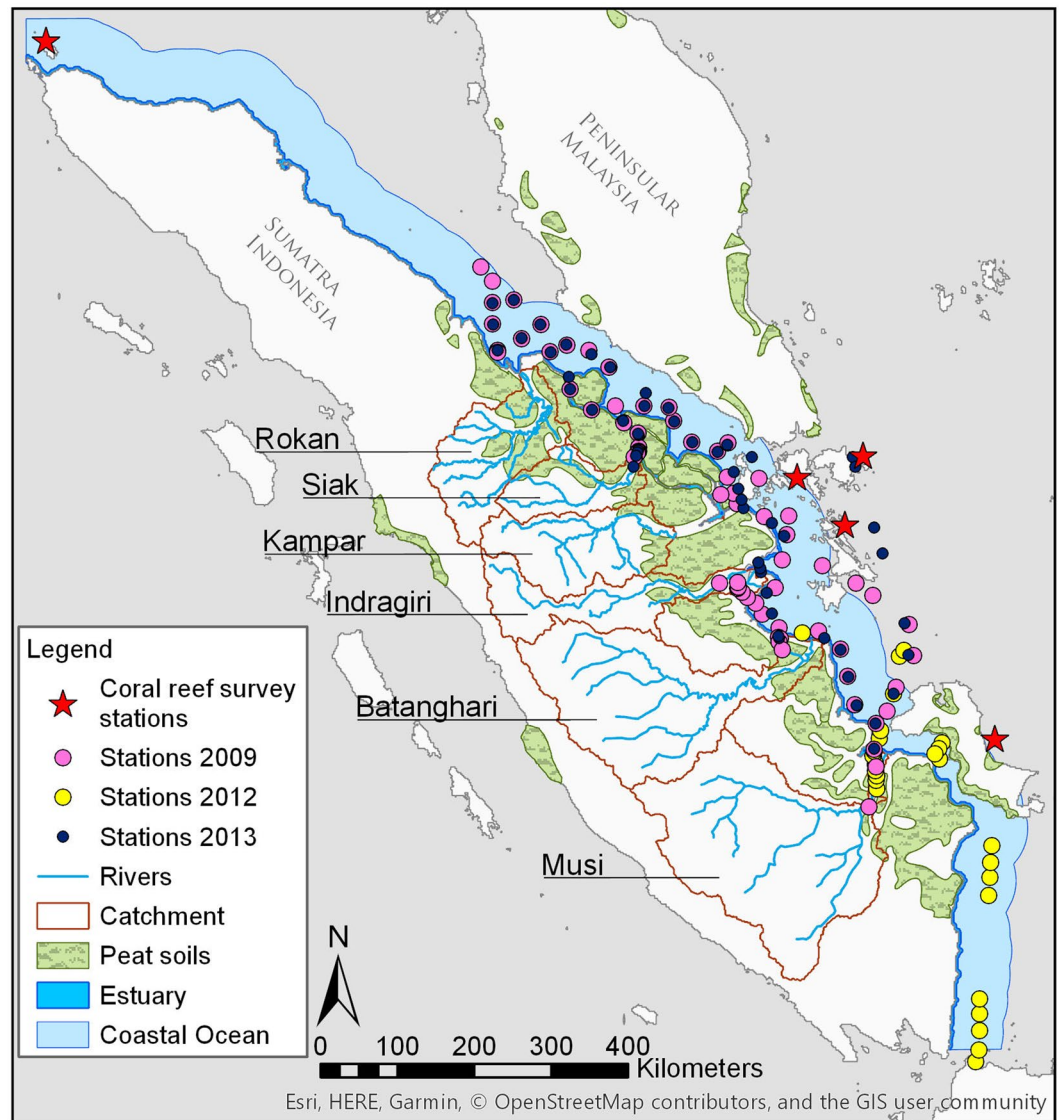 PENINSULAR
MALAYSIA
SUMATRA
INDONESIA
Rokan
Siak
Kampar
Indragiri
Batanghari
Musi
Legend
Coral reef survey
stations
Stations 2009
Stations 2012
Stations 2013
Rivers
Catchment
Peat soils
Estuary
Coastal Ocean
N
0 100 200 300 400
Kilometers
Esri, HERE, Garmin, © OpenStreetMap contributors, and the GIS user community